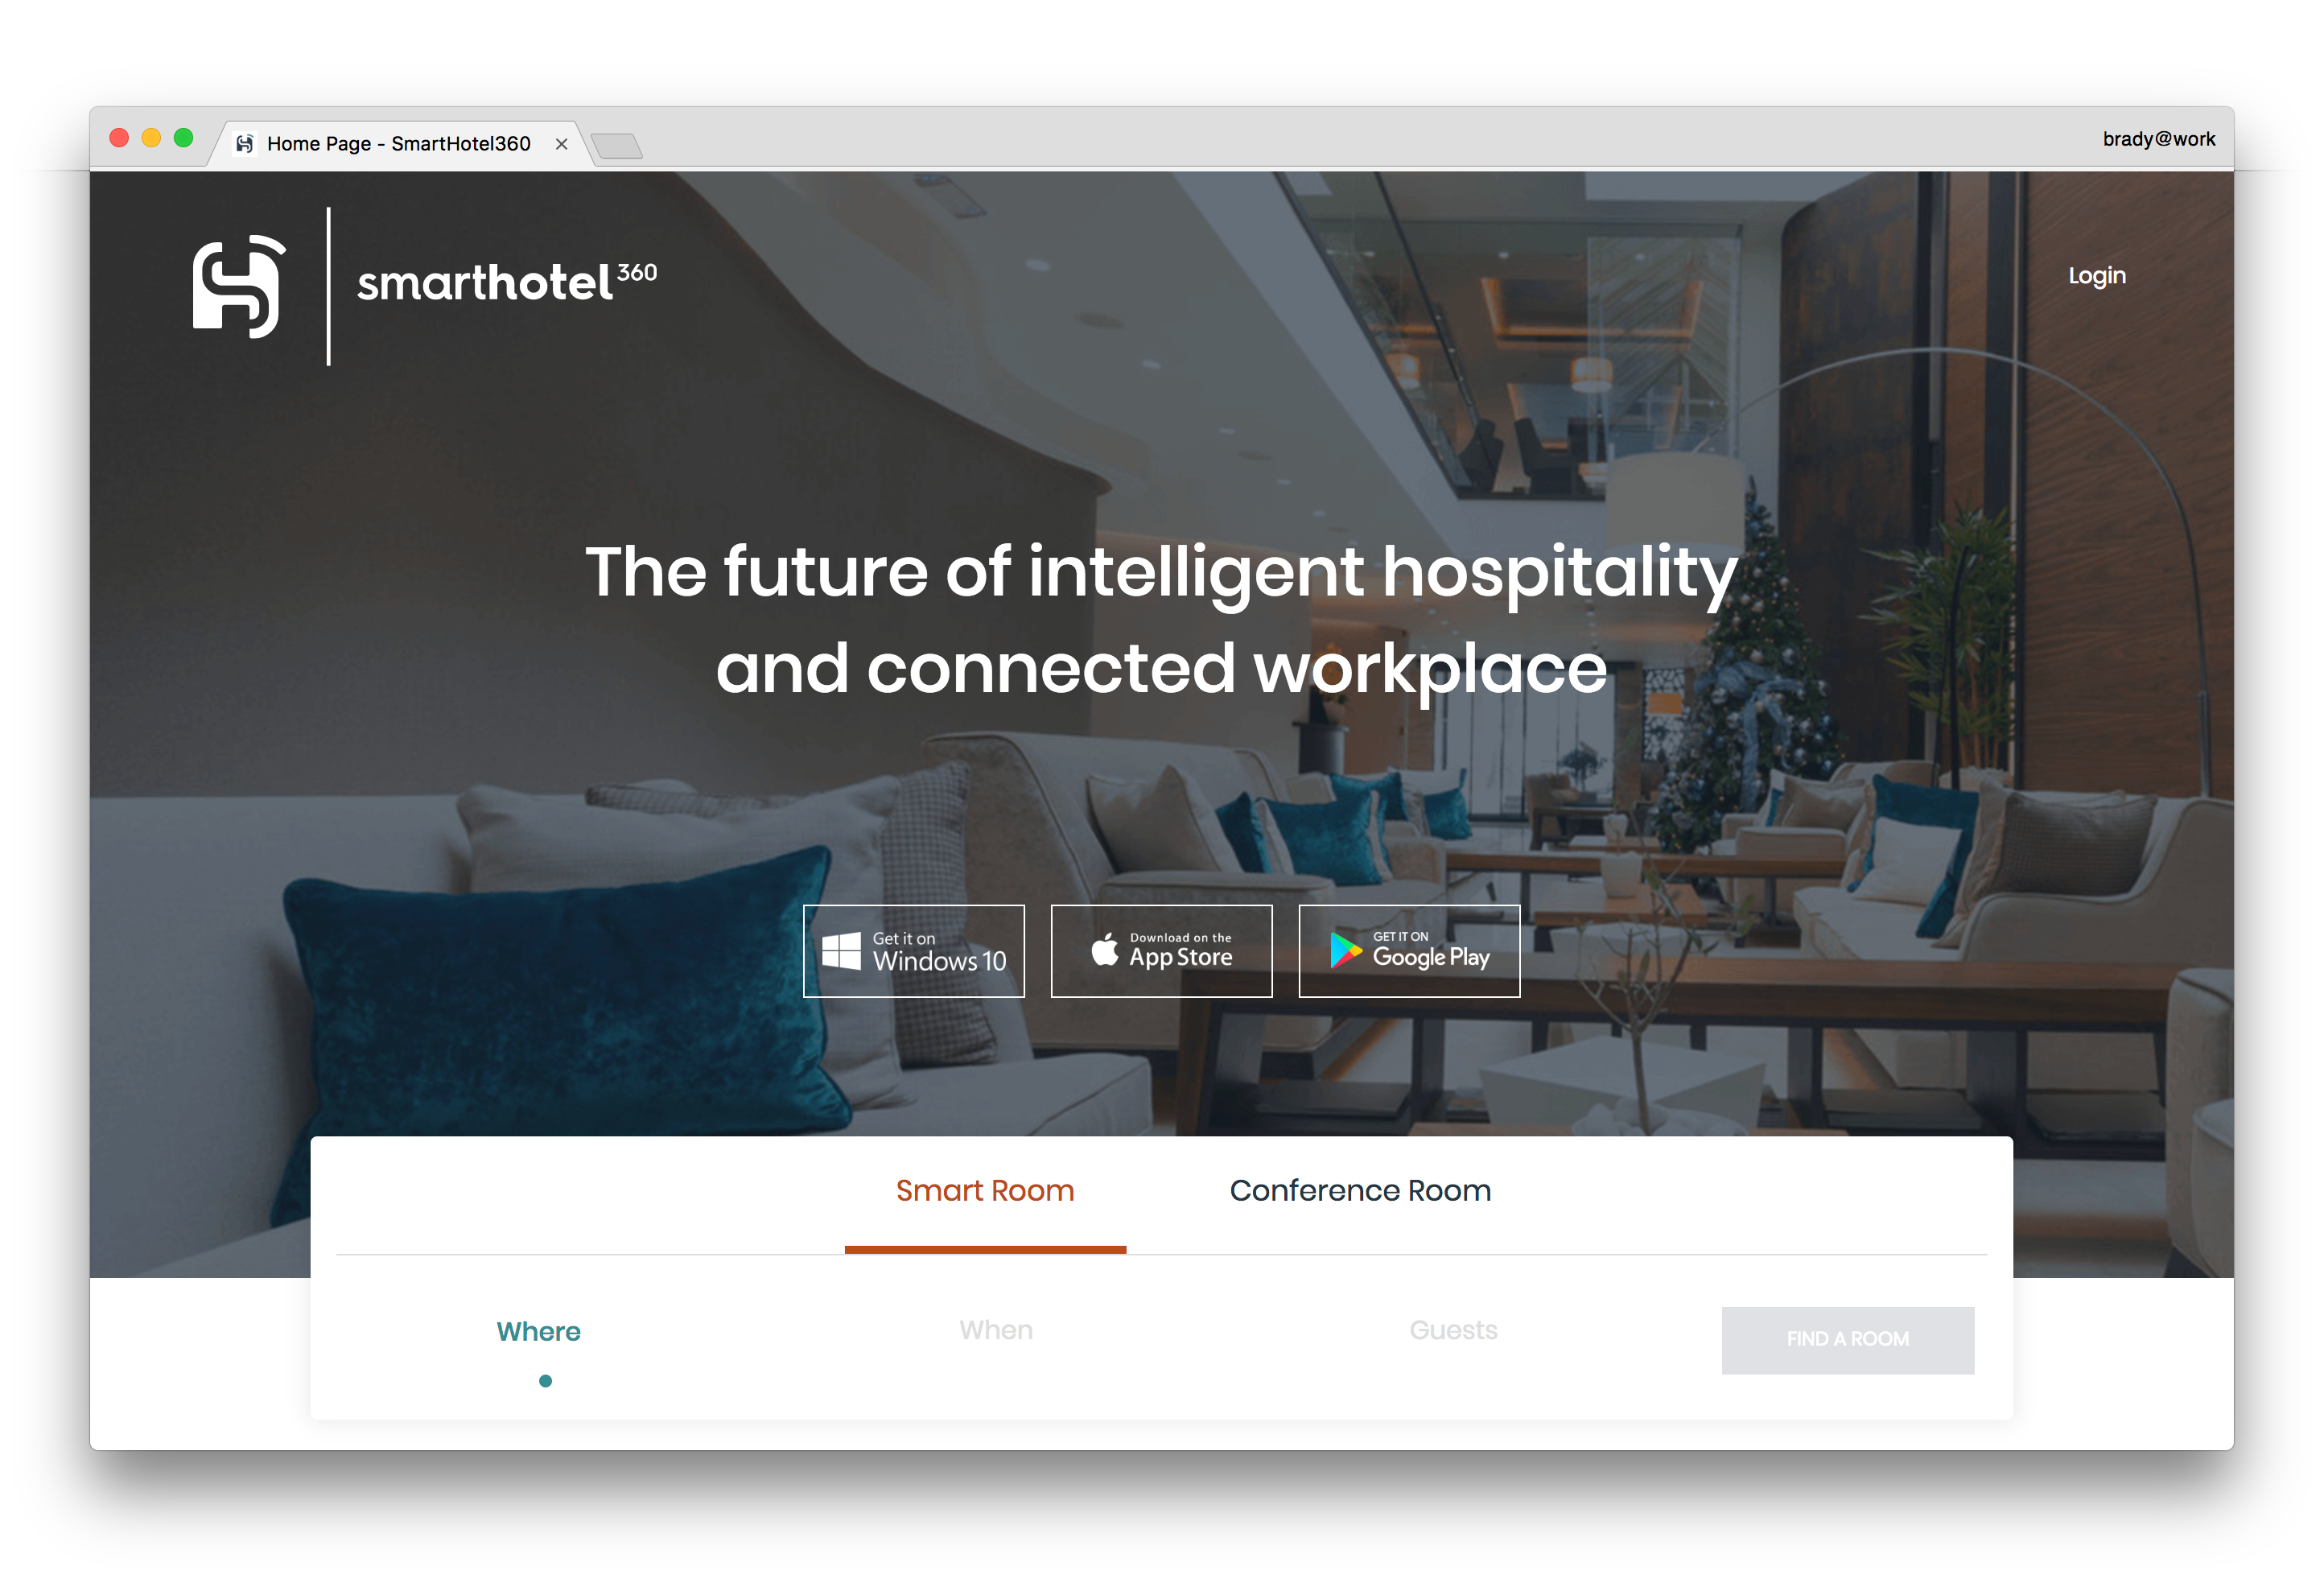 Home Page - SmartHotel360
brady@work
smarthotel360
Login
The future of intelligent hospitality
and connected workplace
Get it on
Windows 10
Download on the
App Store
GET IT ON
Google Play
Smart Room
Conference Room
Where
When
Guests
FIND A ROOM